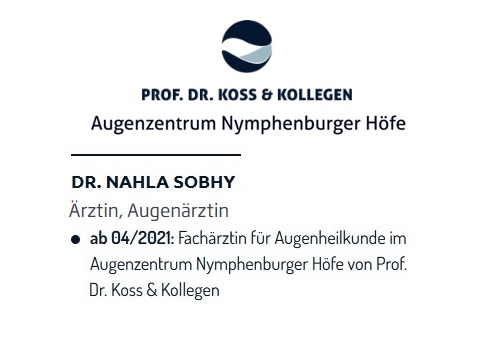 PROF. DR. KOSS & KOLLEGEN
Augenzentrum Nymphenburger Höfe
DR. NAHLA SOBHY
Ärztin, Augenärztin
● ab 04/2021: Fachärztin für Augenheilkunde im
Augenzentrum Nymphenburger Höfe von Prof.
Dr. Koss & Kollegen